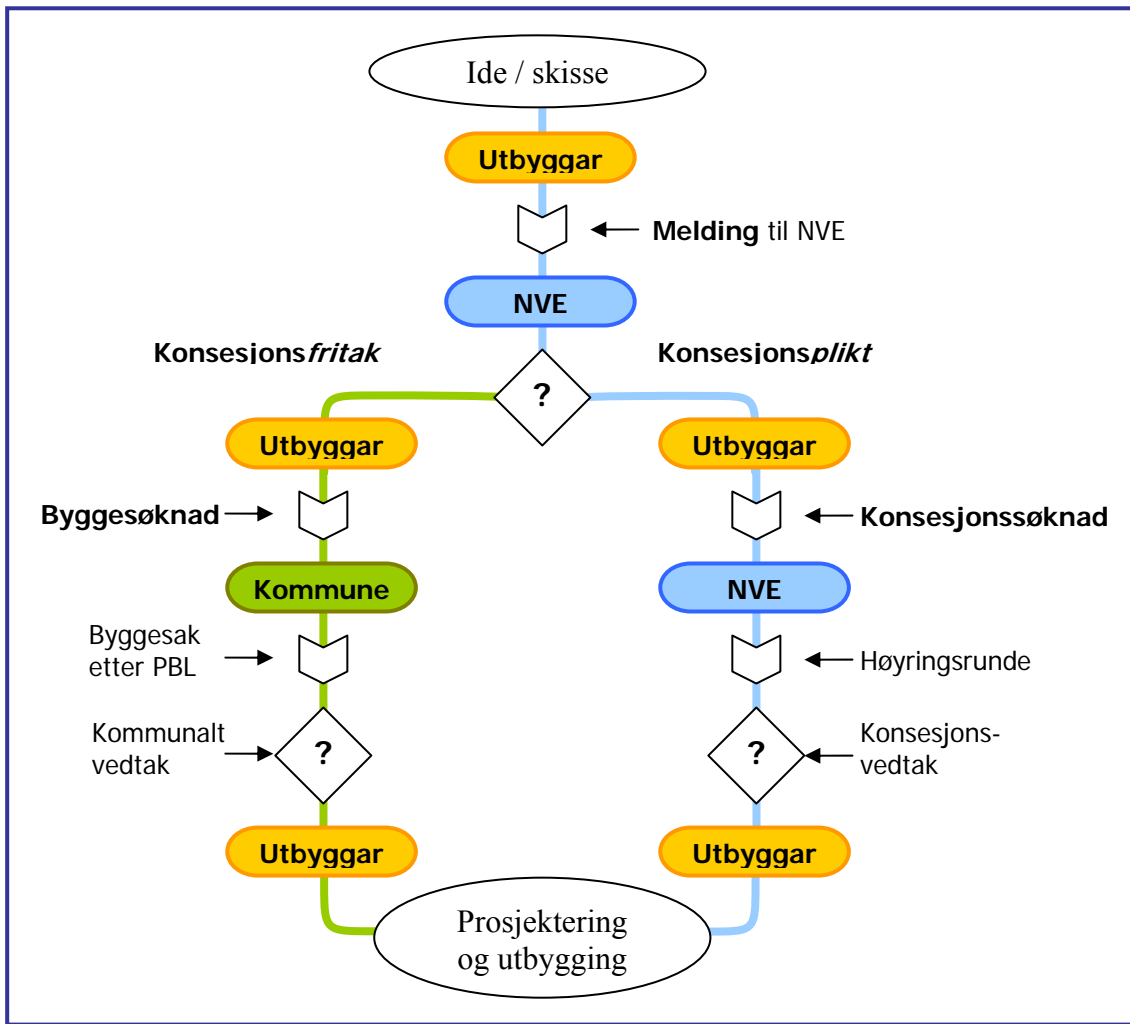 Ide / skisse
Utbyggar
Melding til NVE
NVE
Konsesjonsfritak
Konsesjonsplikt
?
Utbyggar
Utbyggar
Byggesøknad
Konsesjonssøknad
Kommune
NVE
Byggesak
etter PBL
Høyringsrunde
Kommunalt
vedtak
?
?
Konsesjons-
vedtak
Utbyggar
Utbyggar
Prosjektering
og utbygging